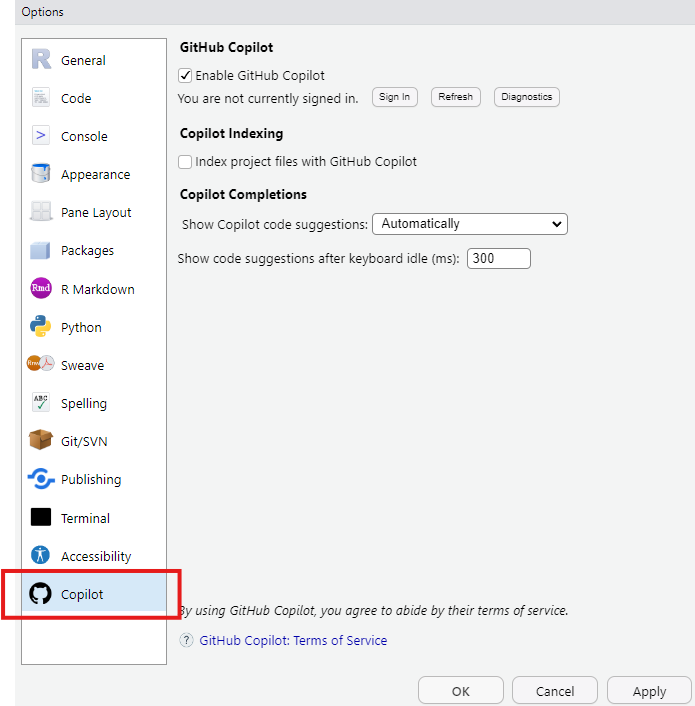 Options
General
Code
Console
Appearance
Pane Layout
Packages
Rmd R Markdown
Python
Rnw Sweave
ABC Spelling
Git/SVN
Publishing
Terminal
Accessibility
Copilot
GitHub Copilot
Enable GitHub Copilot
You are not currently signed in. Sign In Refresh Diagnostics
Copilot Indexing
Index project files with GitHub Copilot
Copilot Completions
Show Copilot code suggestions: Automatically
Show code suggestions after keyboard idle (ms): 300
By using GitHub Copilot, you agree to abide by their terms of service.
? GitHub Copilot: Terms of Service
OK Cancel Apply